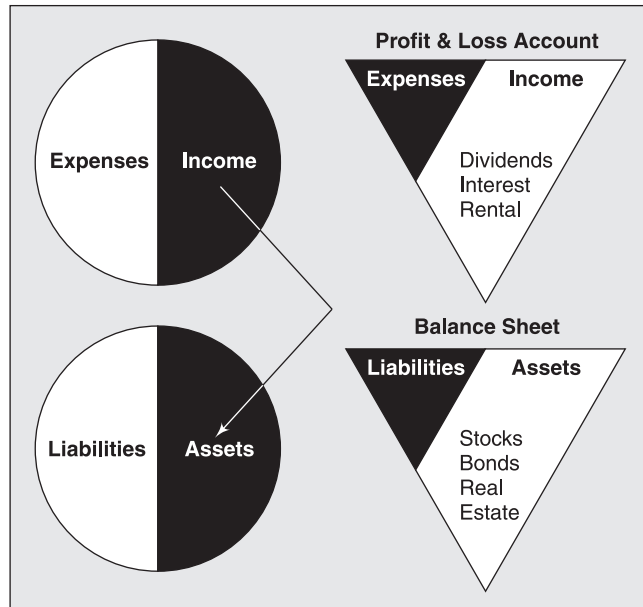 Expenses
Income
Profit & Loss Account
Expenses
Income
Dividends
Interest
Rental
Liabilities
Assets
Balance Sheet
Liabilities
Assets
Stocks
Bonds
Real
Estate